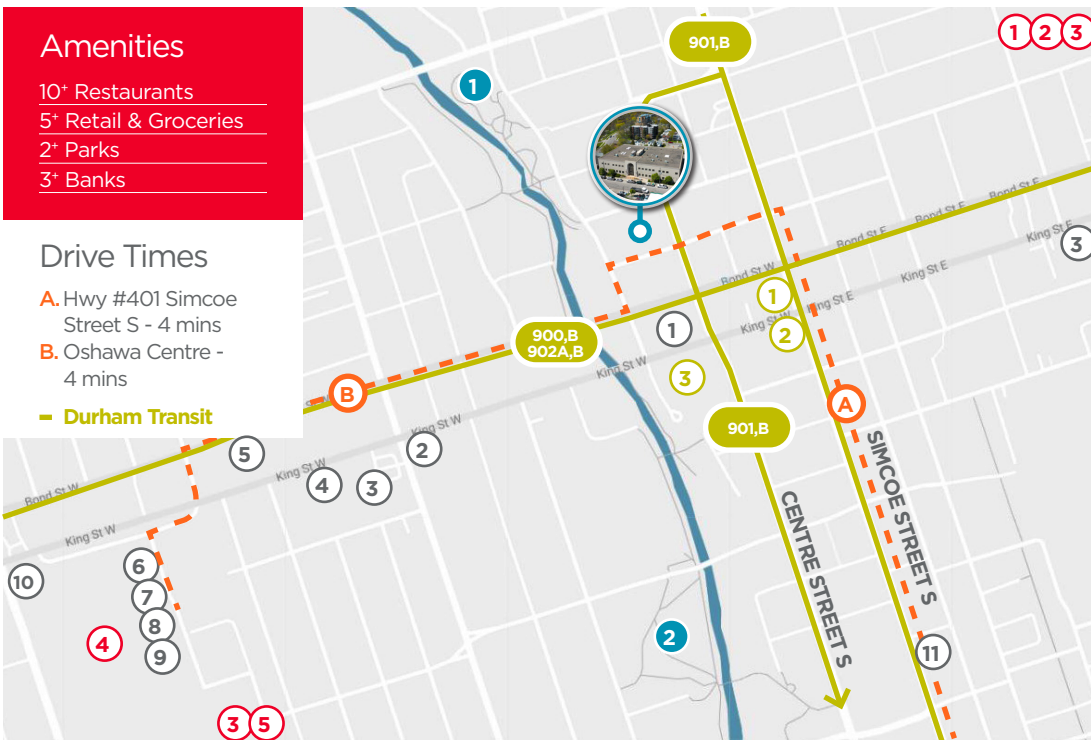 Amenities
10+ Restaurants
5+ Retail & Groceries
2+ Parks
3+ Banks
Drive Times
A. Hwy #401 Simcoe
Street S - 4 mins
B. Oshawa Centre -
4 mins
Durham Transit
901,B
1 2 3
1
Bond St E
Bond St E
Bond St E
King St E
3
King St E
King St E
Bond St W
1
King St W
2
1
900,B
902A,B
King St W
3
B
A
901,B
King St W
2
5
King St W
4
3
SIMCOE STREET S
CENTRE STREET S
Bond St W
King St W
10
6
7
8
9
4
2
11
3 5